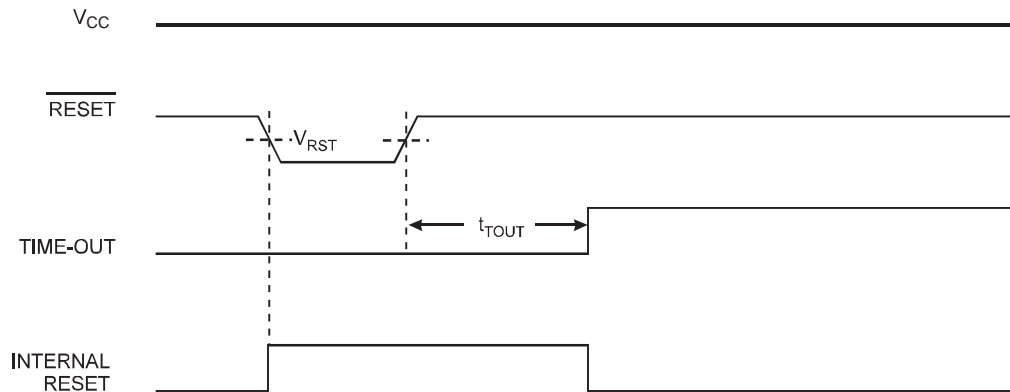 VCC
RESET
VRST
tTOUT
TIME-OUT
INTERNAL
RESET